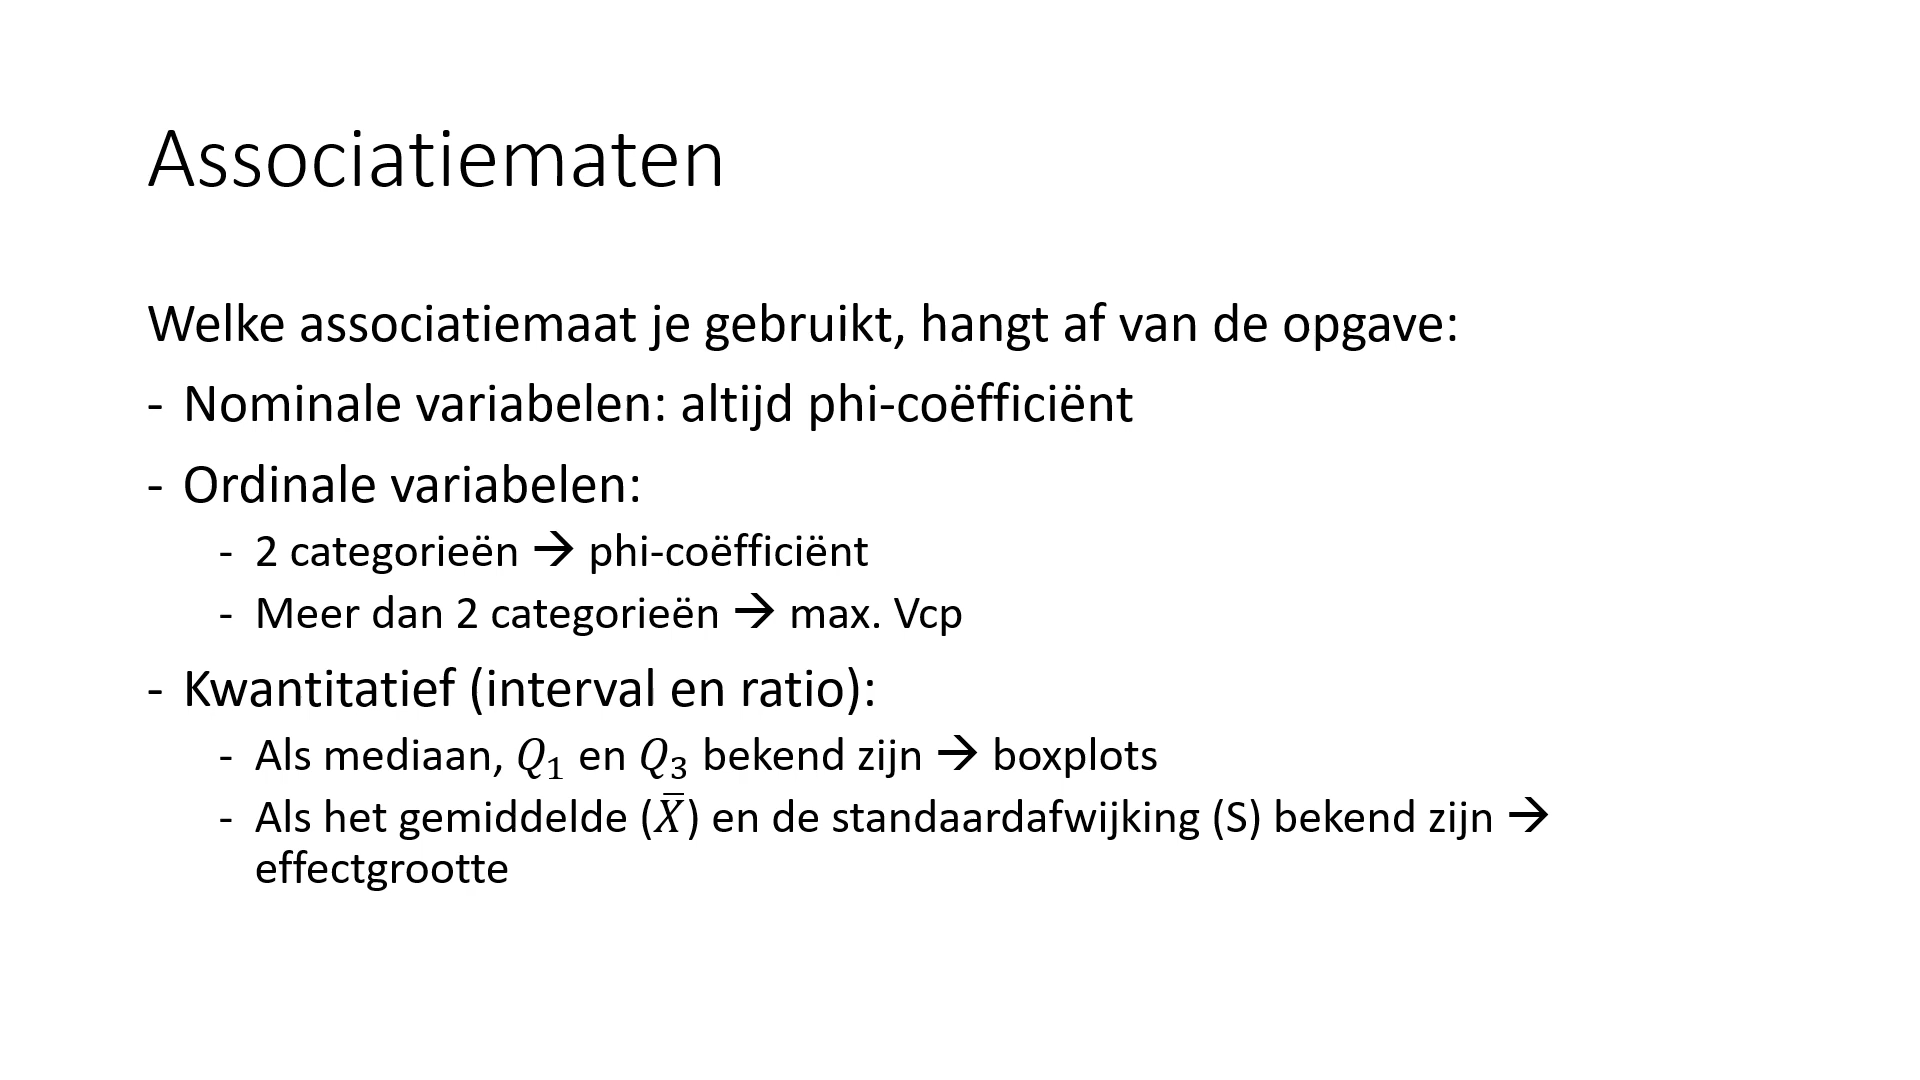 Associatiematen
Welke associatiemaat je gebruikt, hangt af van de opgave:
- Nominale variabelen: altijd phi-coëfficiënt
- Ordinale variabelen:
- 2 categorieën → phi-coëfficiënt
- Meer dan 2 categorieën → max. Vcp
- Kwantitatief (interval en ratio):
- Als mediaan, Q₁ en Q₃ bekend zijn → boxplots
- Als het gemiddelde (X̅) en de standaardafwijking (S) bekend zijn →
effectgrootte